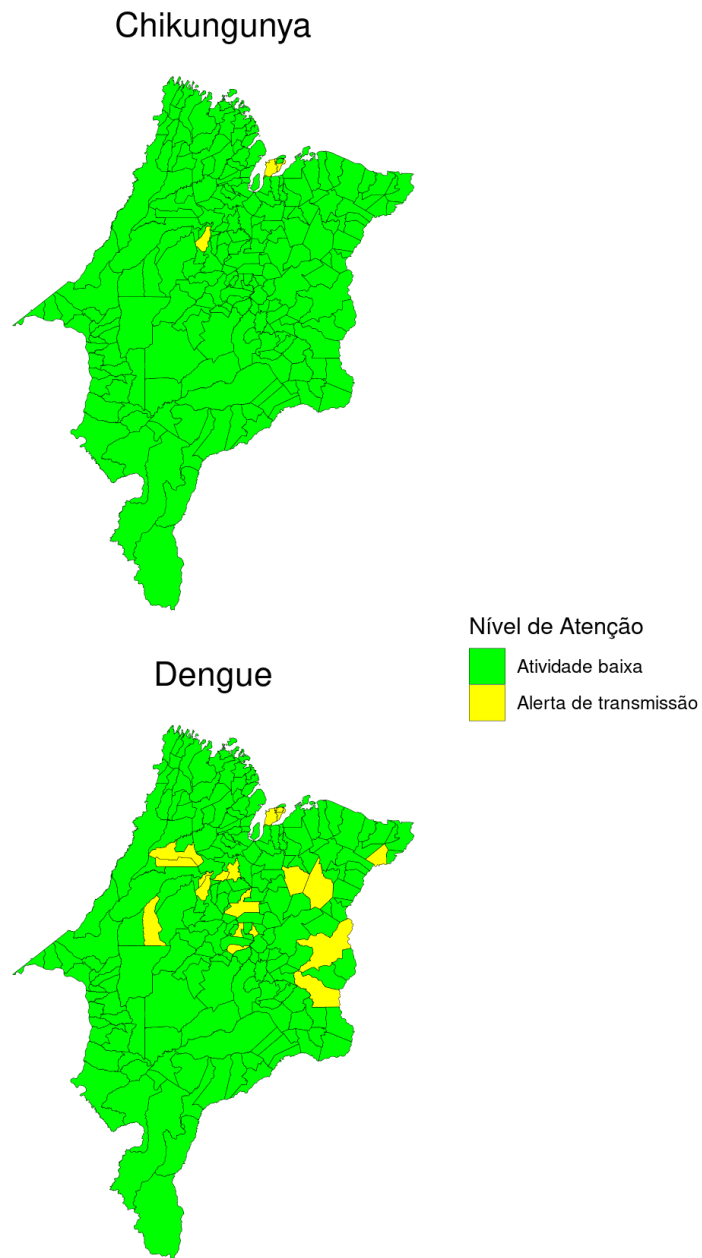 Chikungunya
Nível de Atenção
Atividade baixa
Alerta de transmissão
Dengue